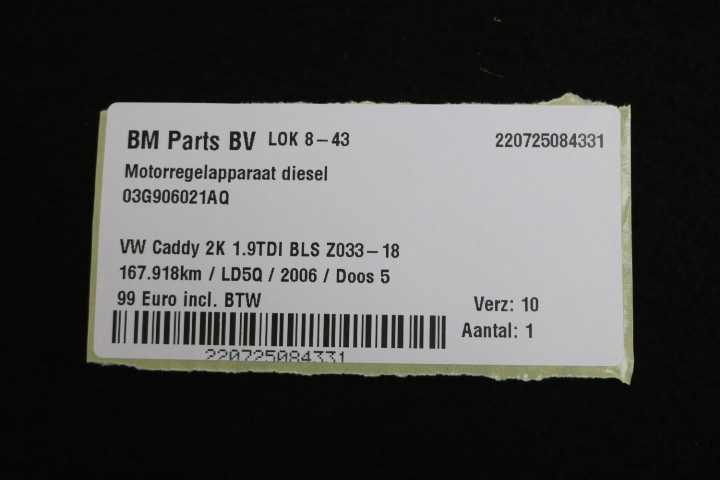 BM Parts BV LOK 8-43 220725084331
Motorregelapparaat diesel
03G906021AQ
VW Caddy 2K 1.9TDI BLS Z033-18
167.918km / LD5Q / 2006 / Doos 5
99 Euro incl. BTW Verz: 10
Aantal: 1
220725084331